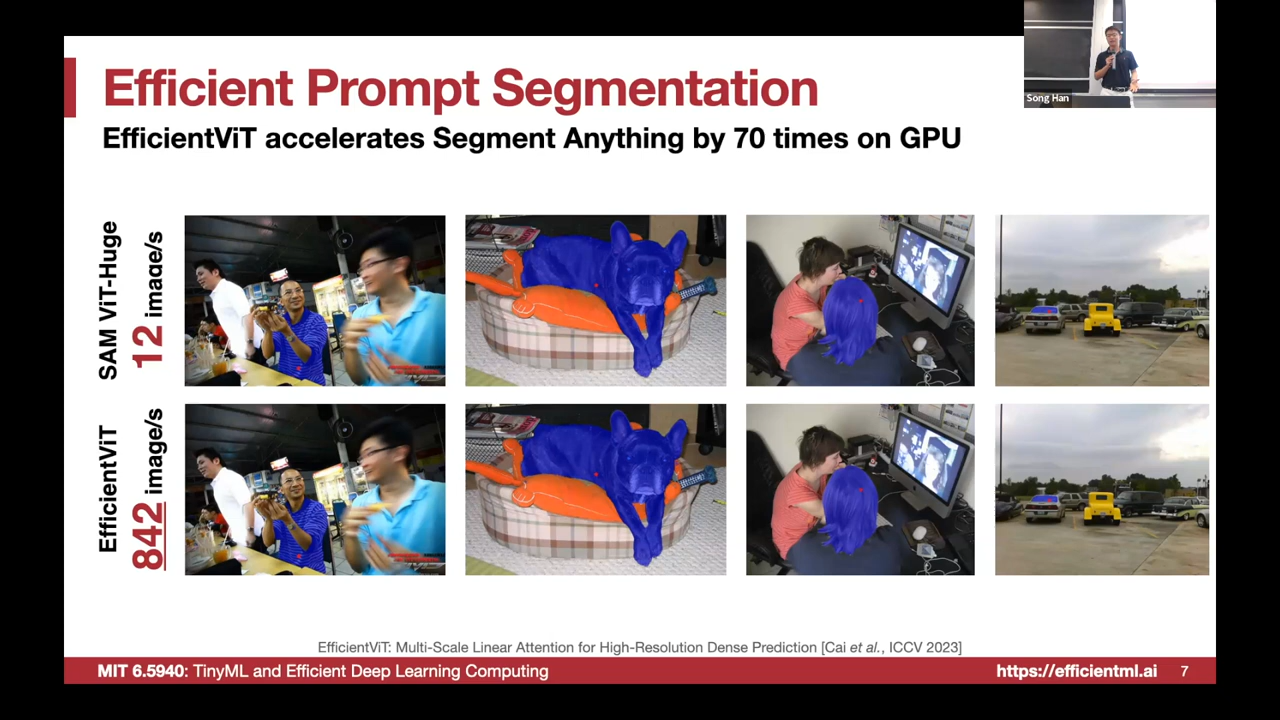 Efficient Prompt Segmentation
EfficientViT accelerates Segment Anything by 70 times on GPU
Song Han
SAM ViT-Huge
12 image/s
EfficientViT
842 image/s
EfficientViT: Multi-Scale Linear Attention for High-Resolution Dense Prediction [Cai et al., ICCV 2023]
MIT 6.5940: TinyML and Efficient Deep Learning Computing
https://efficientml.ai
7